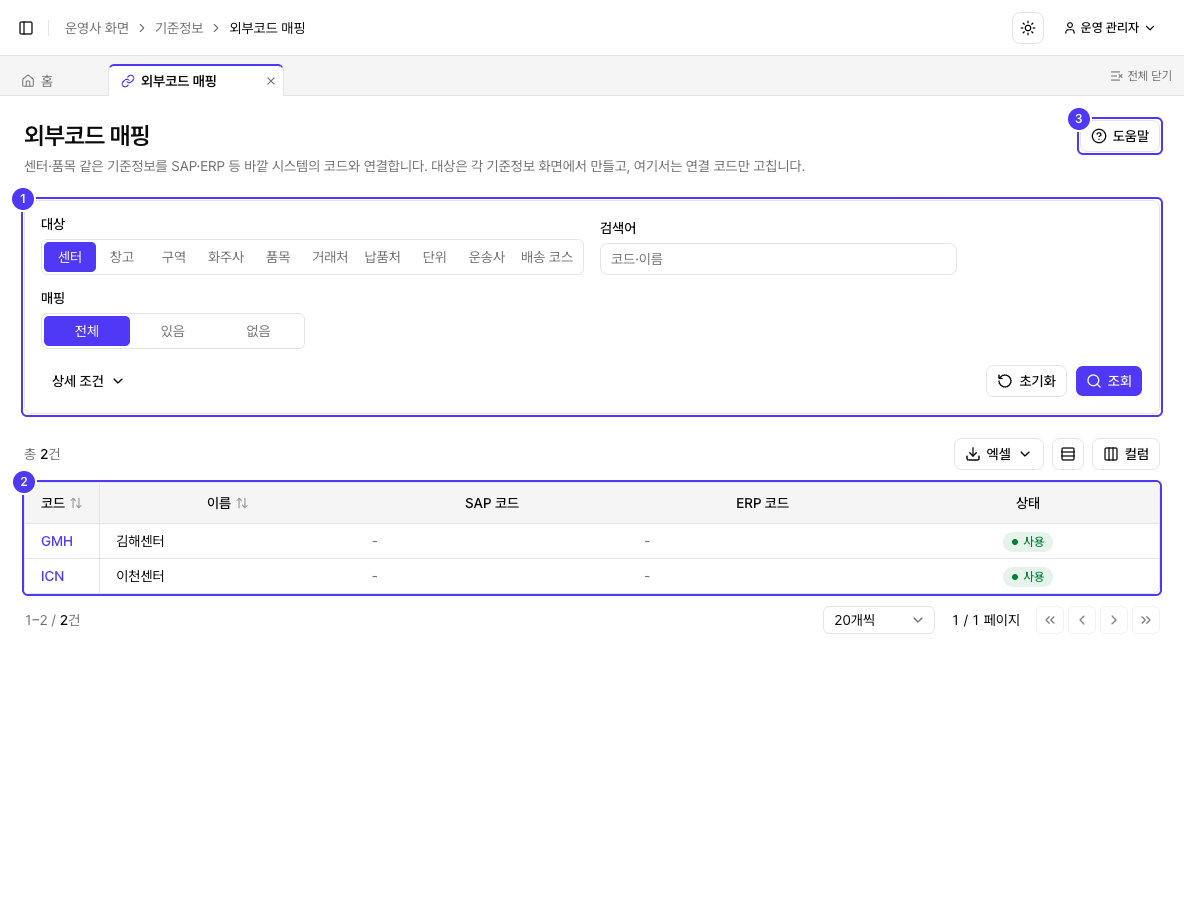 운영사 화면 > 기준정보 > 외부코드 매핑
운영 관리자
홈
외부코드 매핑
전체 닫기
외부코드 매핑
3
도움말
센터·품목 같은 기준정보를 SAP·ERP 등 바깥 시스템의 코드와 연결합니다. 대상은 각 기준정보 화면에서 만들고, 여기서는 연결 코드만 고칩니다.
1
대상
검색어
센터 창고 구역 화주사 품목 거래처 납품처 단위 운송사 배송 코스
코드·이름
매핑
전체 있음 없음
상세 조건
초기화
조회
총 2건
엑셀
컬럼
2
코드 이름 SAP 코드 ERP 코드 상태
GMH 김해센터 - - 사용
ICN 이천센터 - - 사용
1–2 / 2건
20개씩
1 / 1 페이지